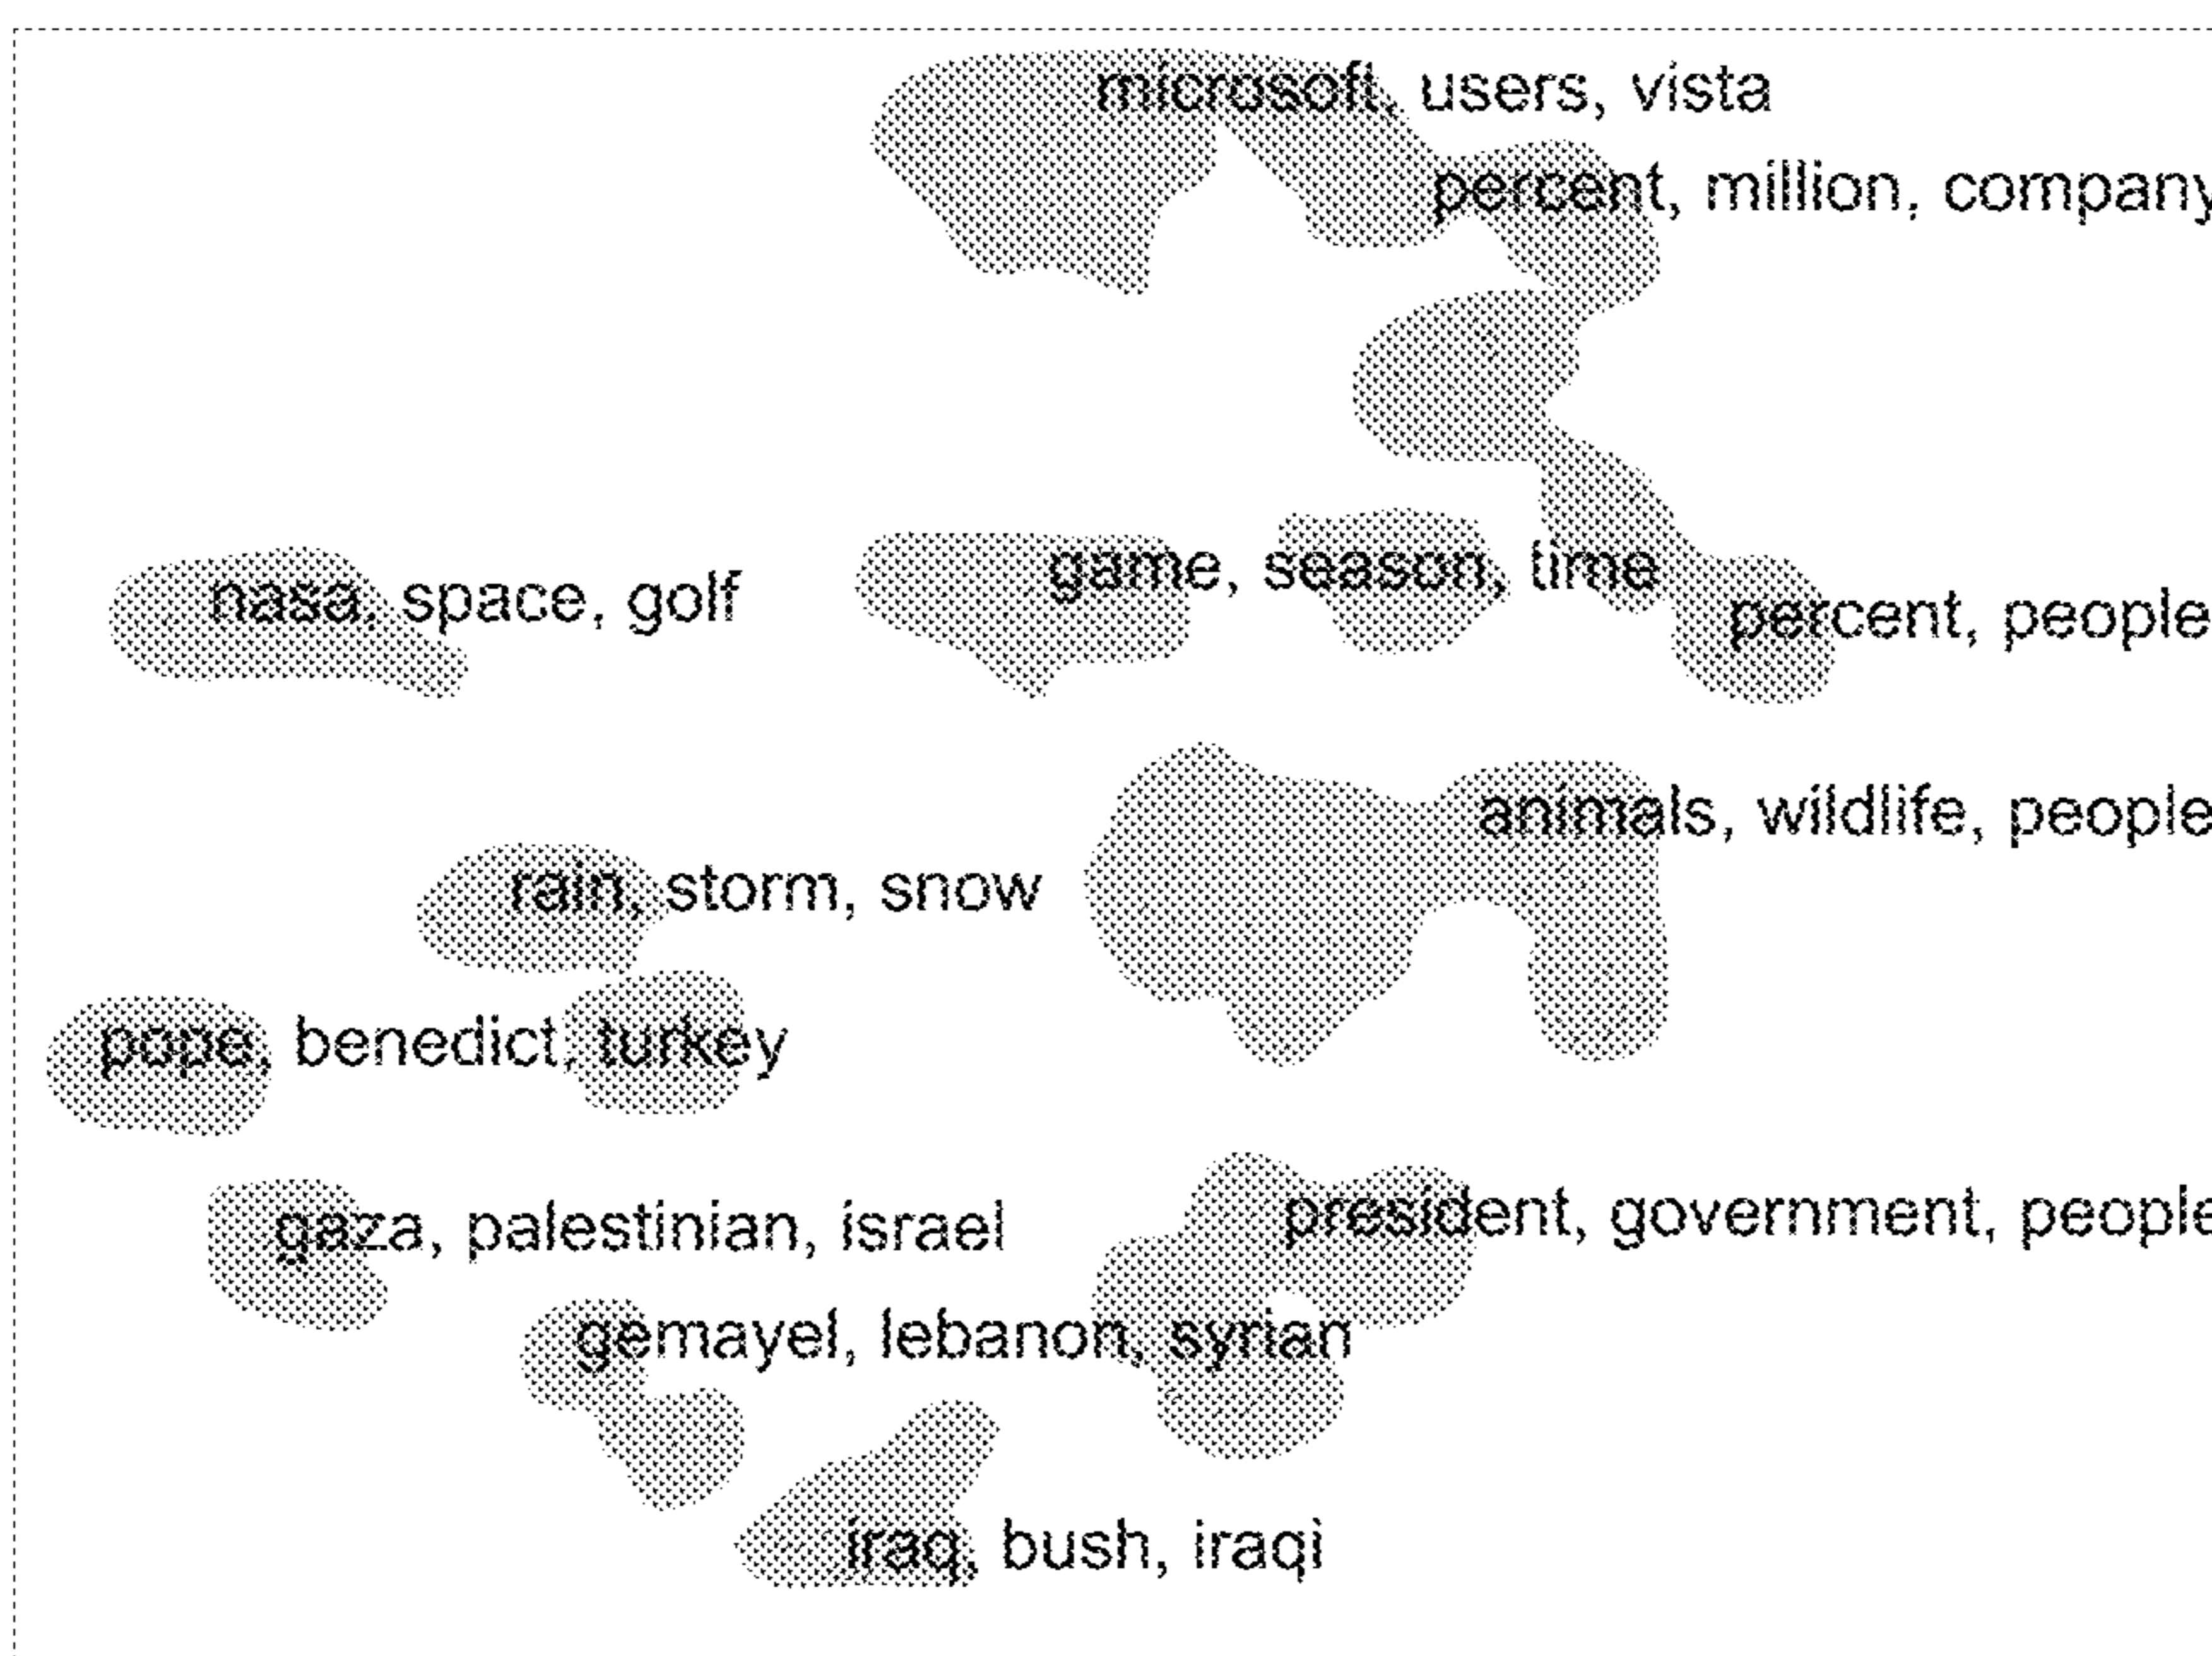 microsoft, users, vista
percent, million, company
game, season, time
nasa, space, golf
percent, people
animals, wildlife, people
rain, storm, snow
pope, benedict, turkey
president, government, people
gaza, palestinian, israel
gemayel, lebanon, syrian
iraq, bush, iraqi